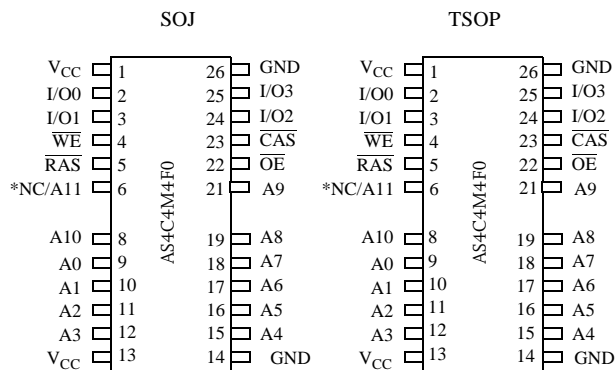 SOJ
VCC 1 26 GND
I/O0 2 25 I/O3
I/O1 3 24 I/O2
WE 4 23 CAS
RAS 5 22 OE
*NC/A11 6 21 A9
A10 8 19 A8
A0 9 18 A7
A1 10 17 A6
A2 11 16 A5
A3 12 15 A4
VCC 13 14 GND
AS4C4M4F0
TSOP
VCC 1 26 GND
I/O0 2 25 I/O3
I/O1 3 24 I/O2
WE 4 23 CAS
RAS 5 22 OE
*NC/A11 6 21 A9
A10 8 19 A8
A0 9 18 A7
A1 10 17 A6
A2 11 16 A5
A3 12 15 A4
VCC 13 14 GND
AS4C4M4F0